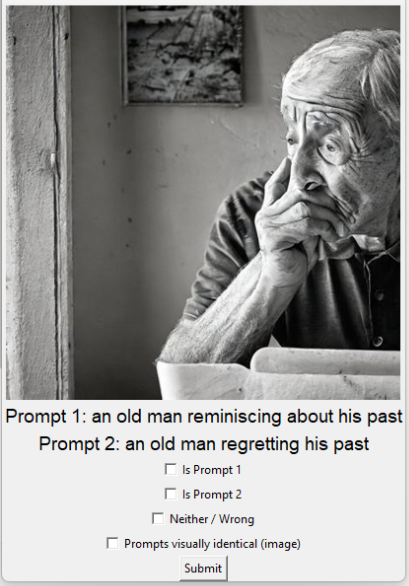 Prompt 1: an old man reminiscing about his past
Prompt 2: an old man regretting his past
Is Prompt 1
Is Prompt 2
Neither / Wrong
Prompts visually identical (image)
Submit